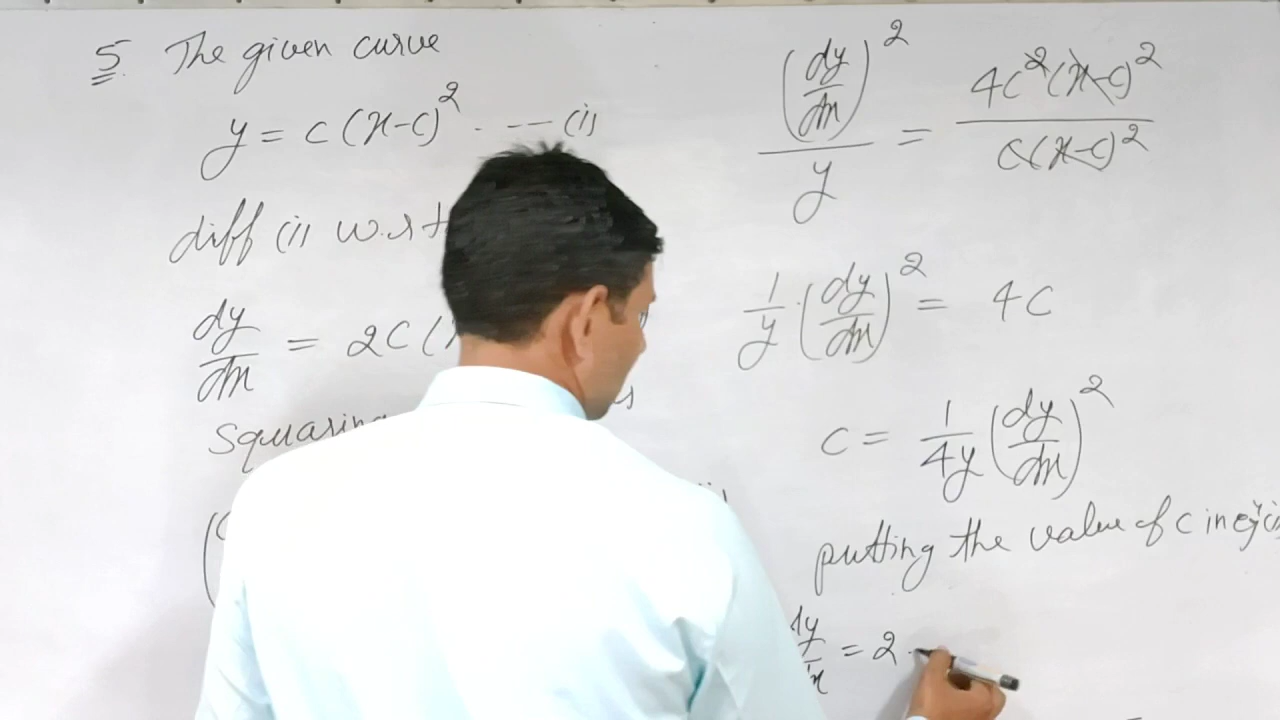 5. The given curve
y = c (x-c)² . --- (i)
diff (i) w.r.t
dy/dx = 2c (
squaring
(dy/dx)² / y = 4c²(x-c)² / c(x-c)²
1/y . (dy/dx)² = 4c
c = 1/4y (dy/dx)²
putting the value of c in eqⁿ
dy/dx = 2